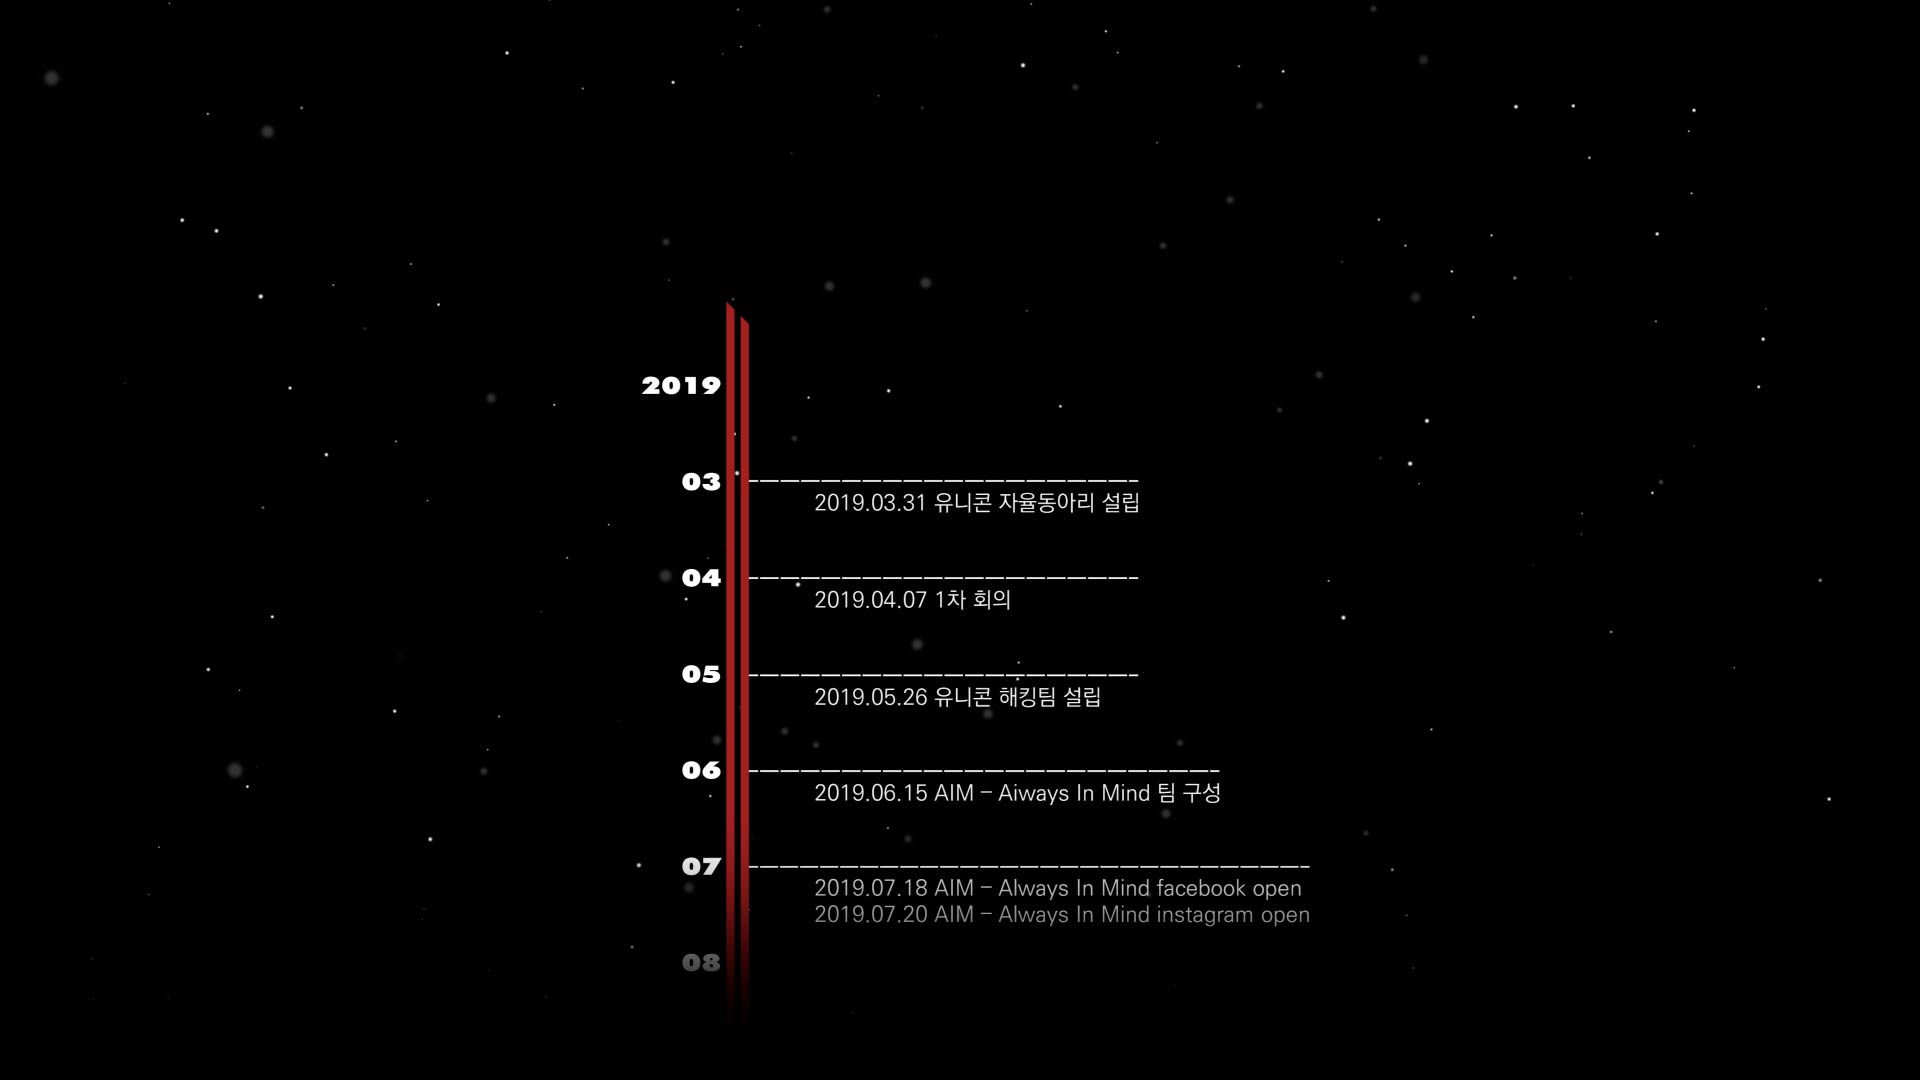 2019
03
2019.03.31 유니콘 자율동아리 설립
04
2019.04.07 1차 회의
05
2019.05.26 유니콘 해킹팀 설립
06
2019.06.15 AIM – Aiways In Mind 팀 구성
07
2019.07.18 AIM – Always In Mind facebook open
2019.07.20 AIM – Always In Mind instagram open
08